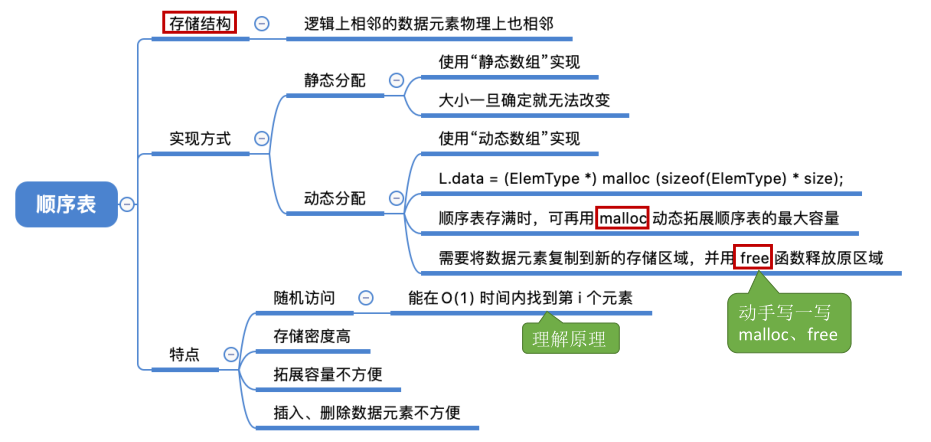 存储结构
逻辑上相邻的数据元素物理上也相邻
使用“静态数组”实现
静态分配
大小一旦确定就无法改变
实现方式
使用“动态数组”实现
L.data = (ElemType *) malloc (sizeof(ElemType) * size);
动态分配
顺序表
顺序表存满时，可再用 malloc 动态拓展顺序表的最大容量
需要将数据元素复制到新的存储区域，并用 free 函数释放原区域
随机访问
能在O(1) 时间内找到第 i 个元素
动手写一写
malloc、free
理解原理
存储密度高
特点
拓展容量不方便
插入、删除数据元素不方便